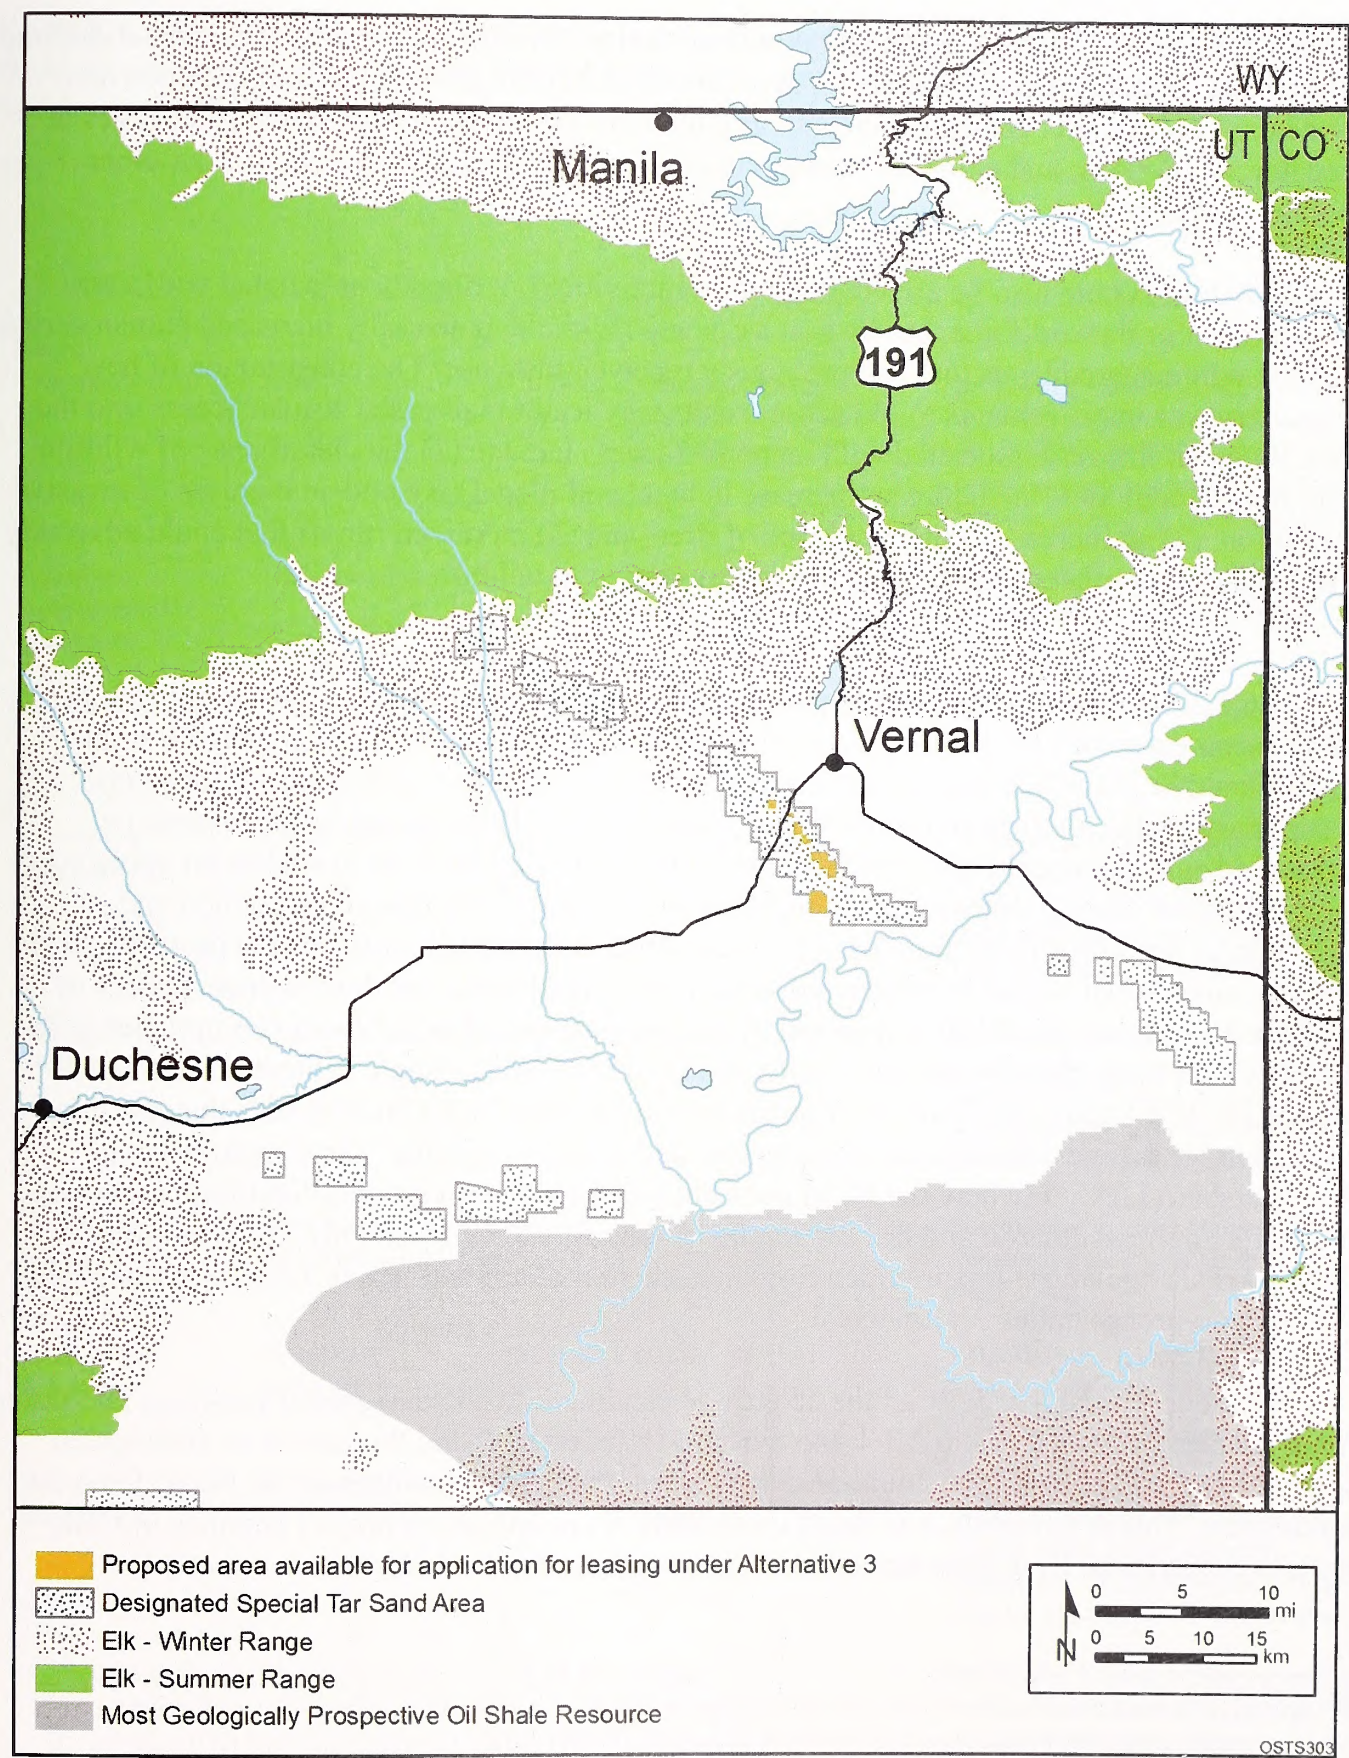 WY
UT CO
Manila
191
Vernal
Duchesne
Proposed area available for application for leasing under Alternative 3
Designated Special Tar Sand Area
Elk - Winter Range
Elk - Summer Range
Most Geologically Prospective Oil Shale Resource
0 5 10
mi
N
0 5 10 15
km
OSTS303